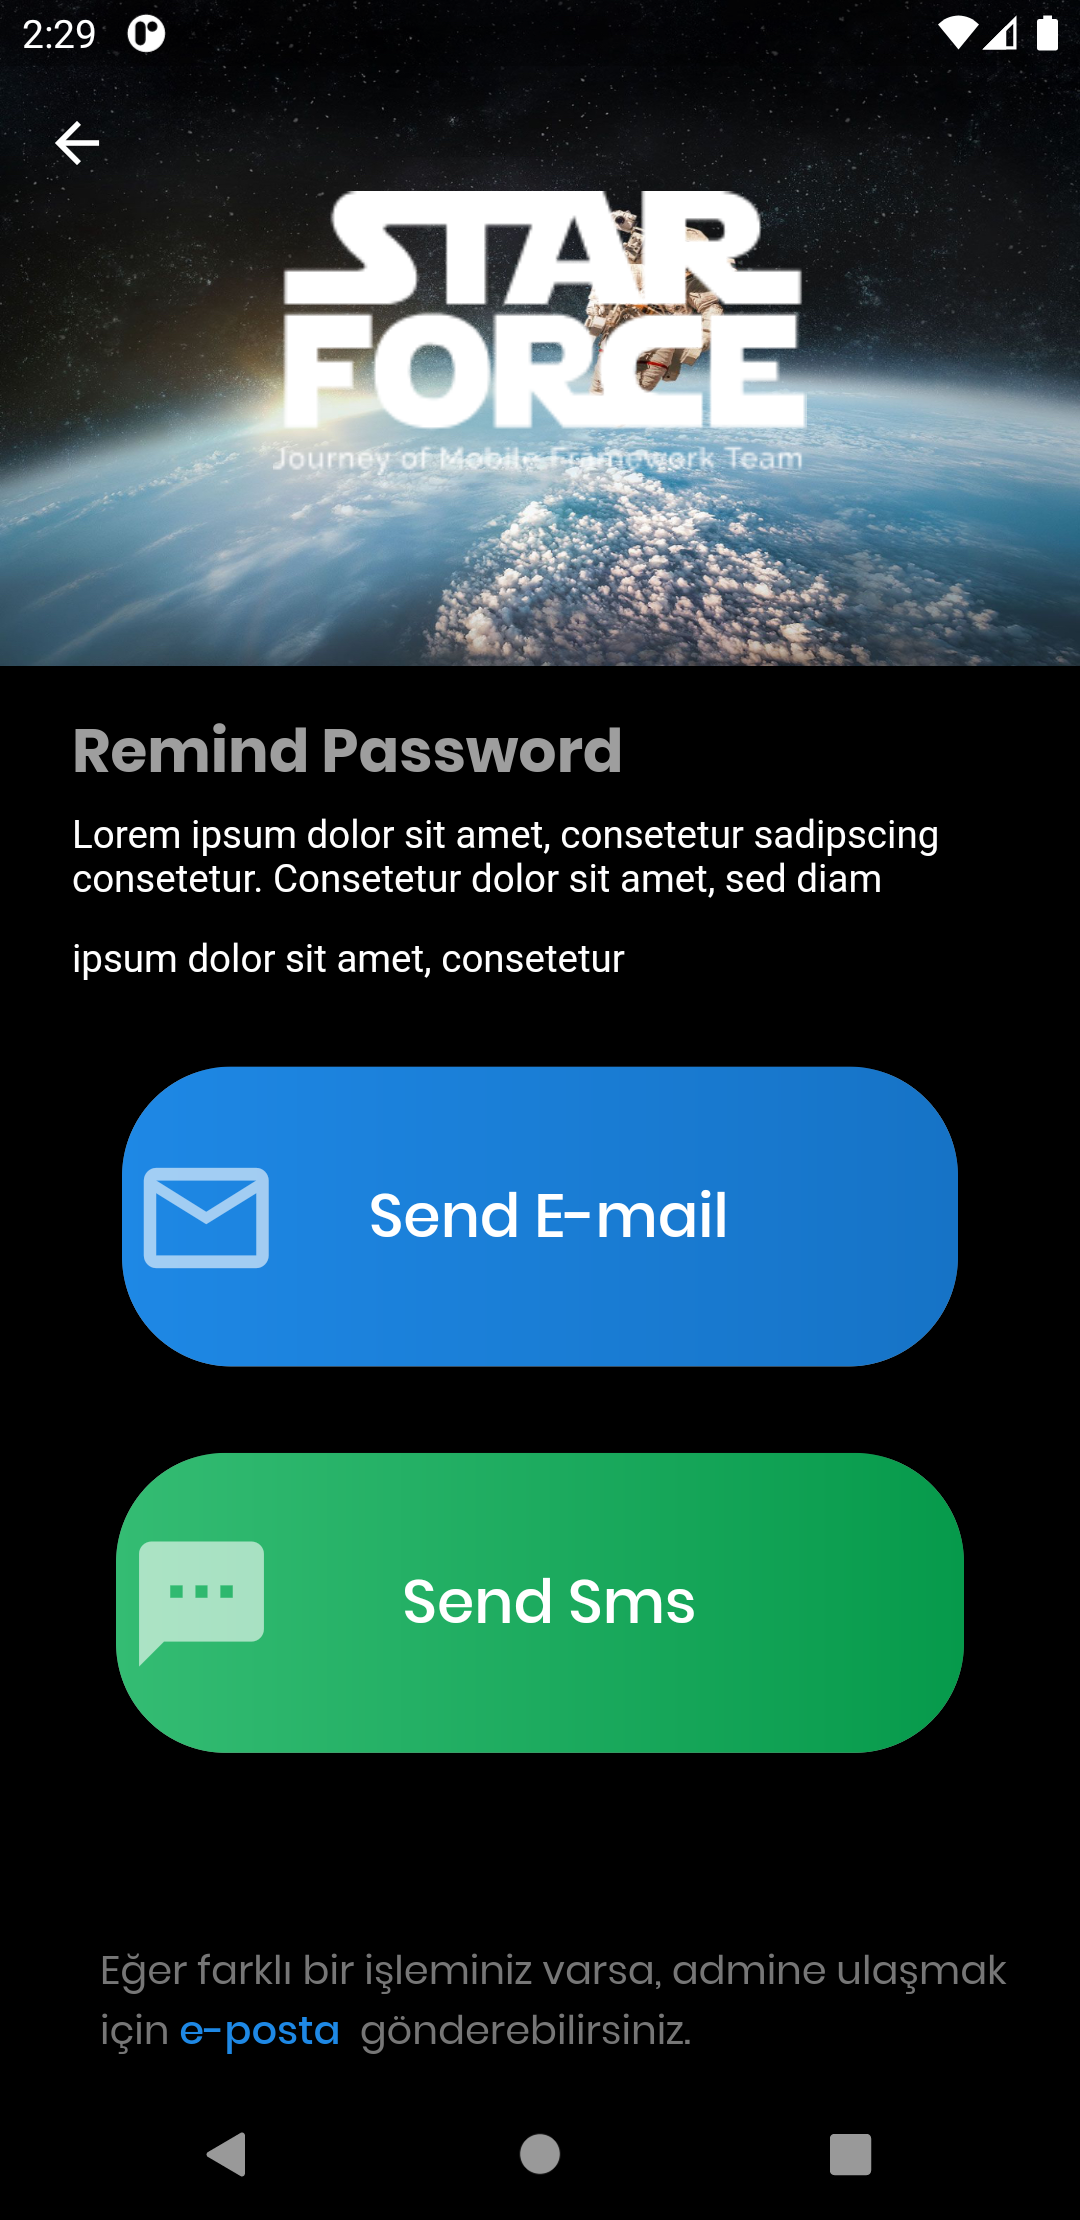 2:29
STAR
FORCE
Journey of Mobile Framework Team
Remind Password
Lorem ipsum dolor sit amet, consetetur sadipscing
consetetur. Consetetur dolor sit amet, sed diam
ipsum dolor sit amet, consetetur
Send E-mail
Send Sms
Eğer farklı bir işleminiz varsa, admine ulaşmak
için e-posta gönderebilirsiniz.